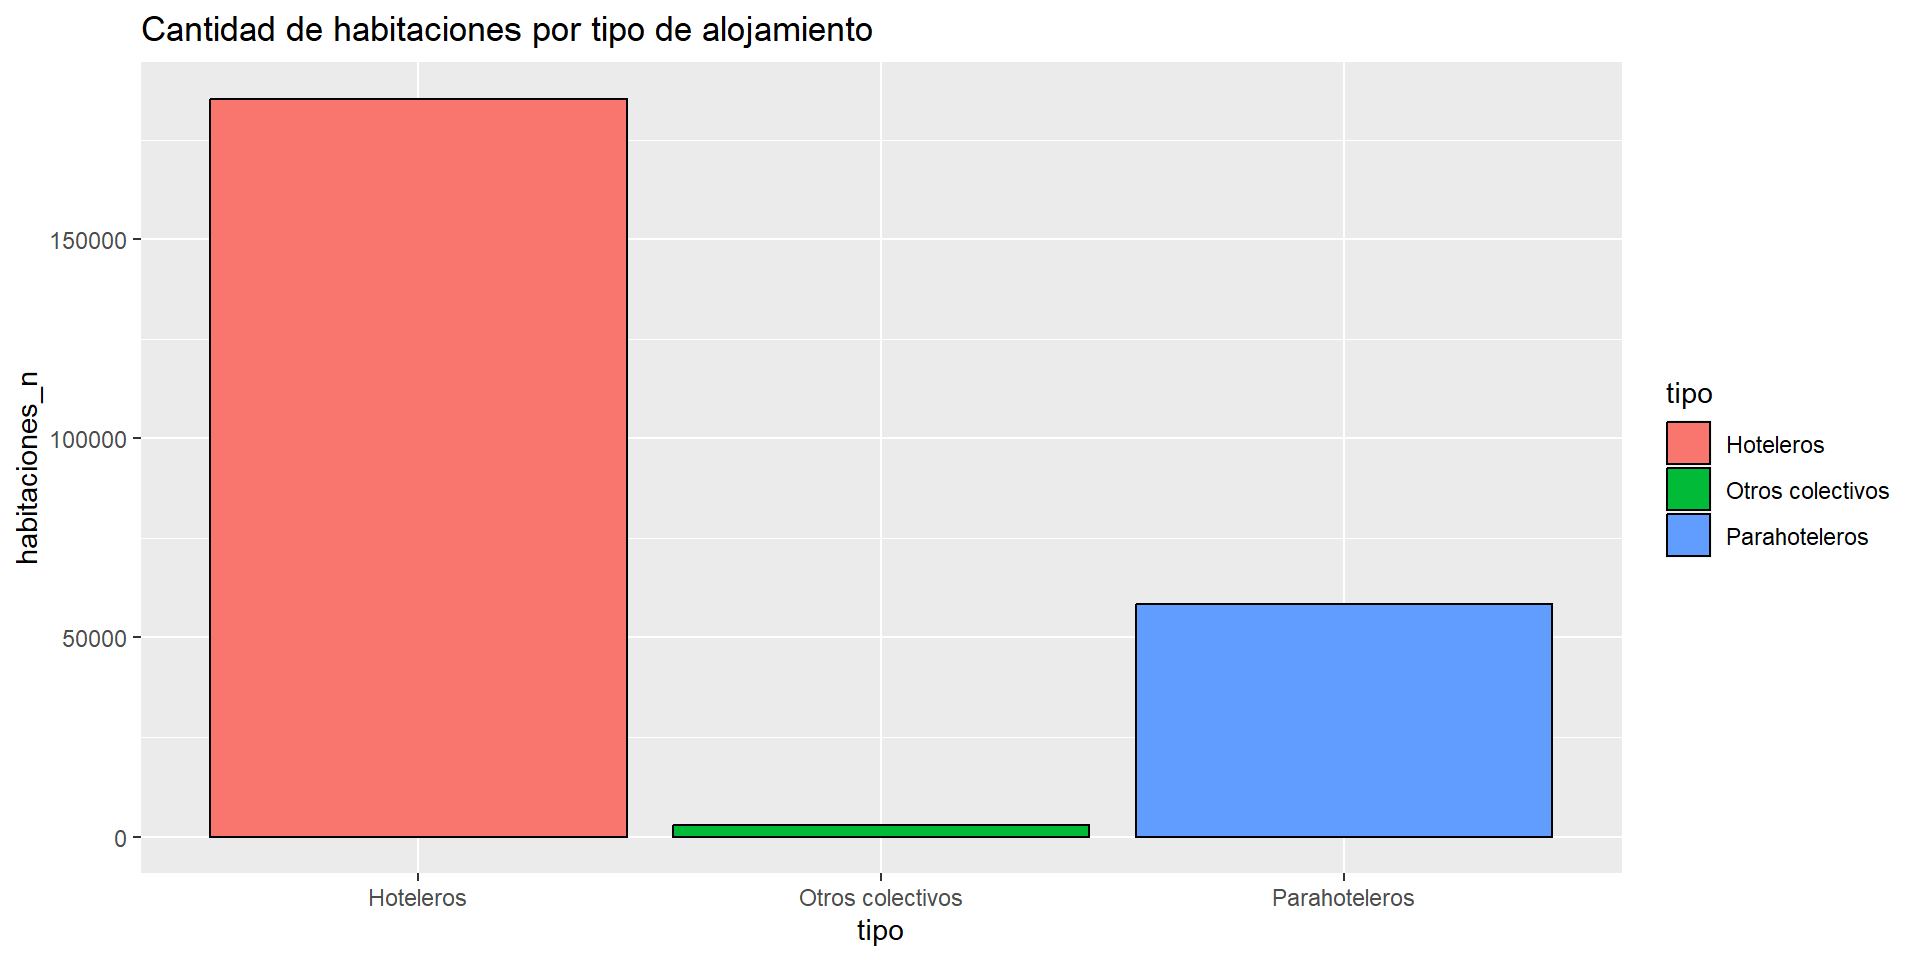 Cantidad de habitaciones por tipo de alojamiento
habitaciones_n
150000
100000
50000
0
Hoteleros
Otros colectivos
Parahoteleros
tipo
tipo
Hoteleros
Otros colectivos
Parahoteleros